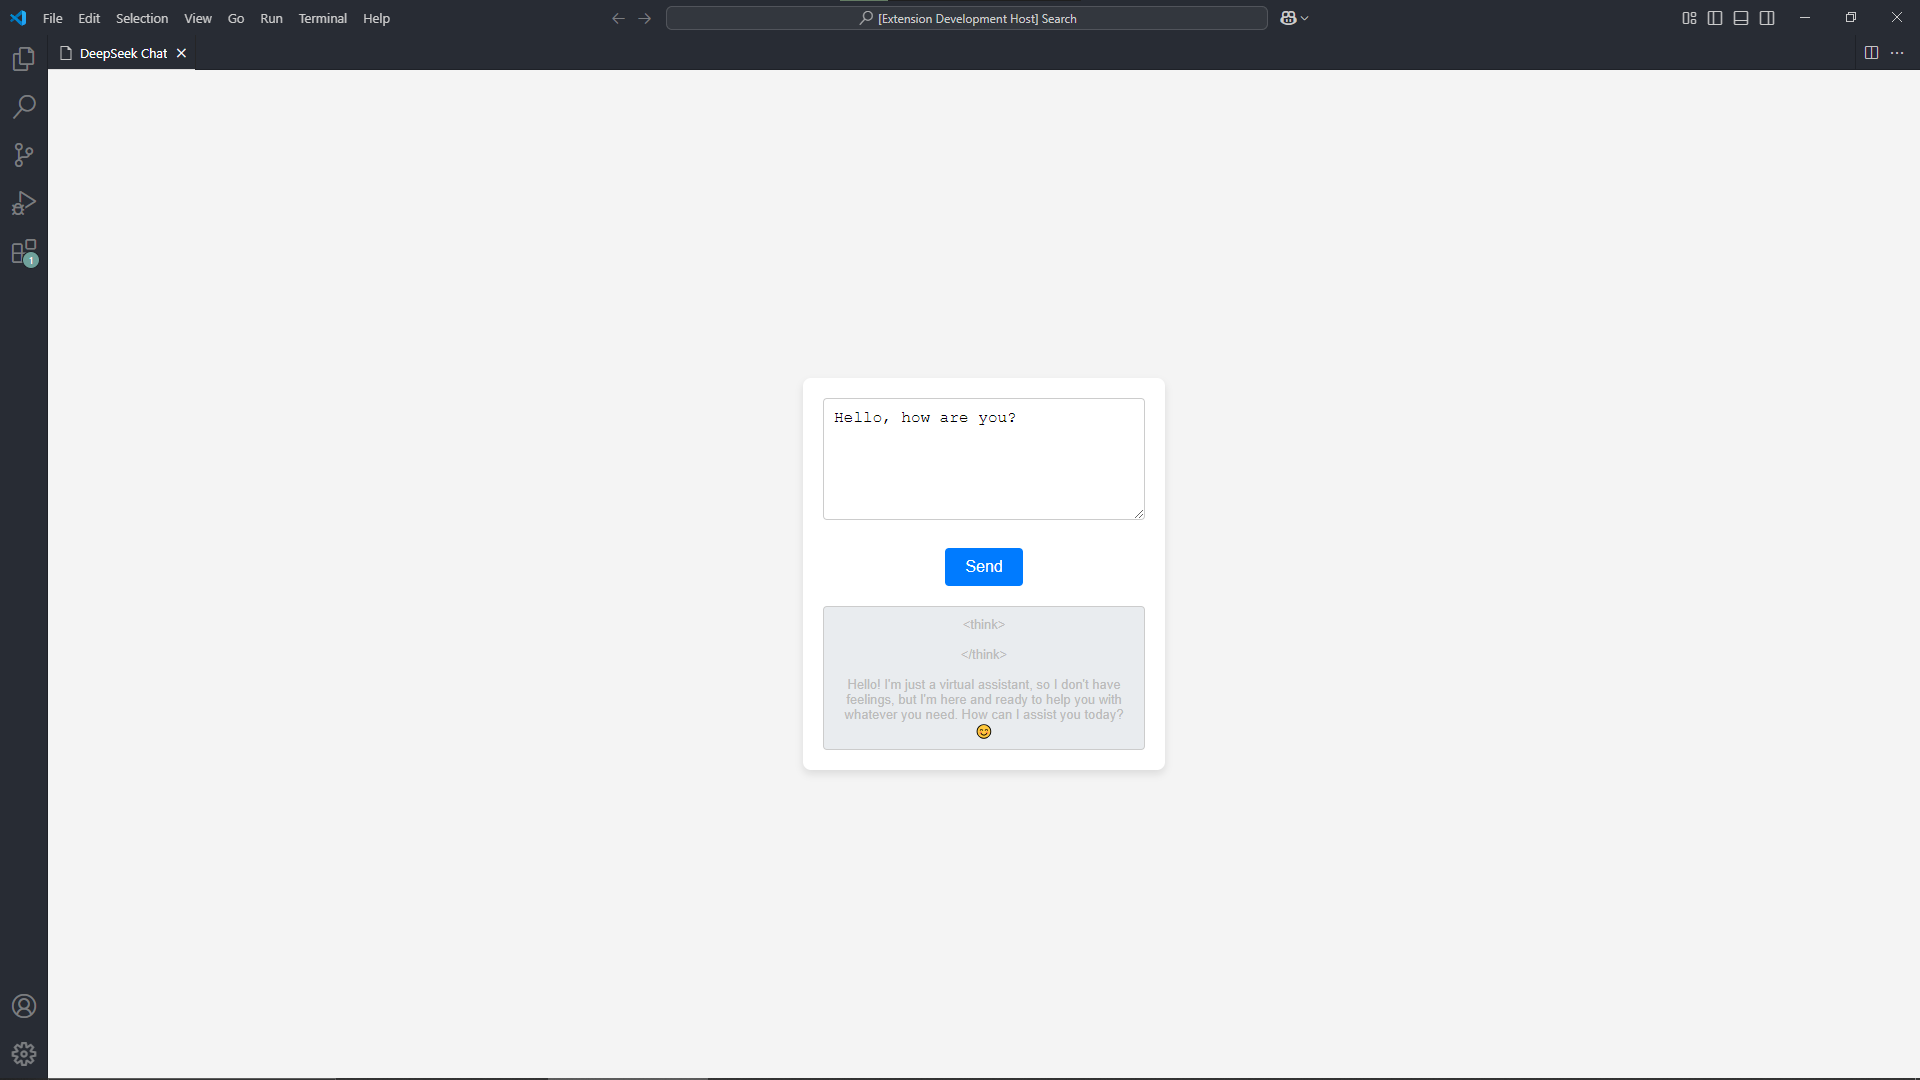 File Edit Selection View Go Run Terminal Help
[Extension Development Host] Search
DeepSeek Chat
1
Hello, how are you?
Send
<think>
</think>
Hello! I'm just a virtual assistant, so I don't have
feelings, but I'm here and ready to help you with
whatever you need. How can I assist you today?
😊